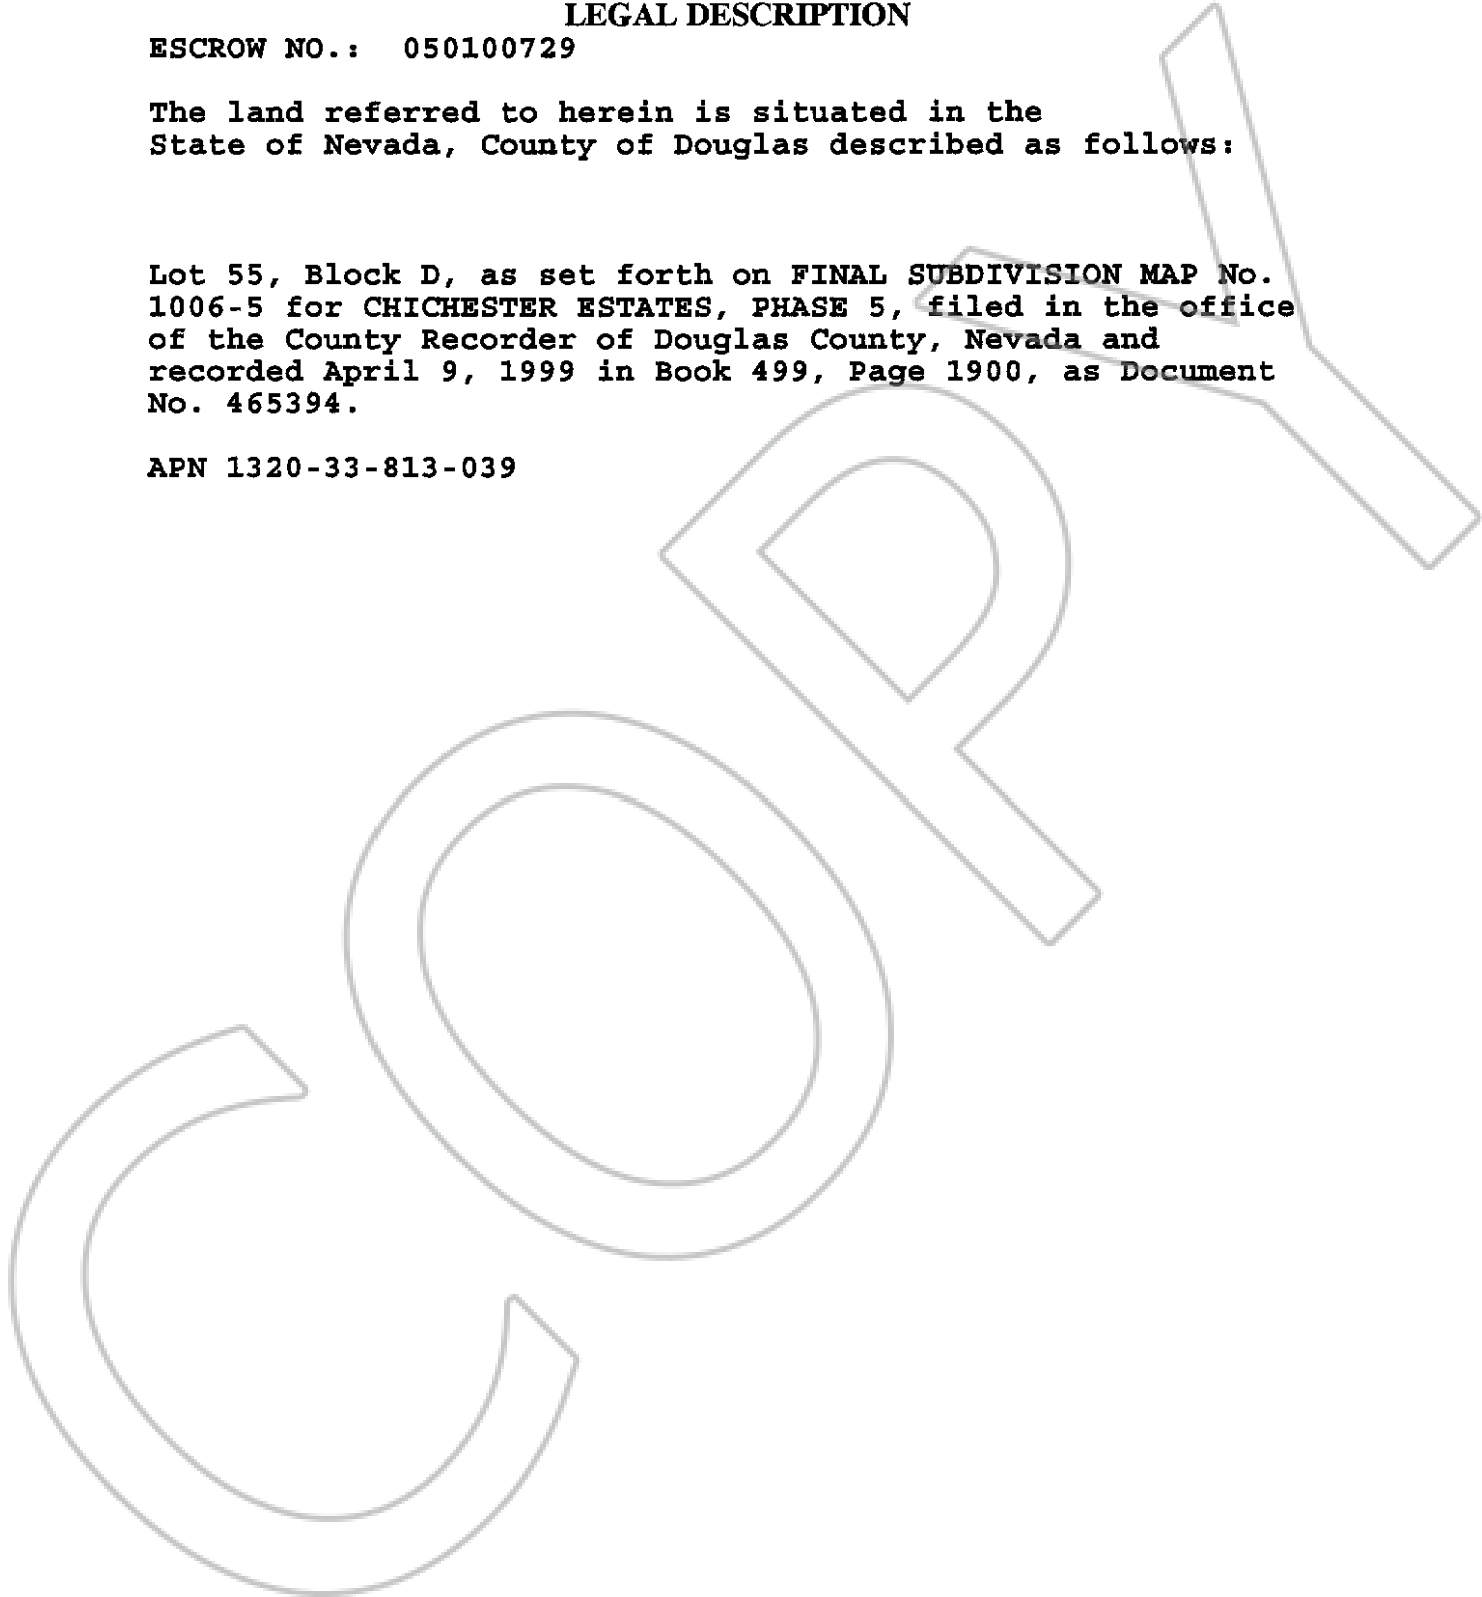 LEGAL DESCRIPTION
ESCROW NO.: 050100729
The land referred to herein is situated in the
State of Nevada, County of Douglas described as follows:
Lot 55, Block D, as set forth on FINAL SUBDIVISION MAP No.
1006-5 for CHICHESTER ESTATES, PHASE 5, filed in the office
of the County Recorder of Douglas County, Nevada and
recorded April 9, 1999 in Book 499, Page 1900, as Document
No. 465394.
APN 1320-33-813-039
COPY